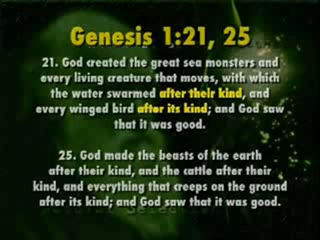 Genesis 1:21, 25
21. God created the great sea monsters and
every living creature that moves, with which
the water swarmed after their kind, and
every winged bird after its kind; and God saw
that it was good.
25. God made the beasts of the earth
after their kind, and the cattle after their
kind, and everything that creeps on the ground
after its kind; and God saw that it was good.